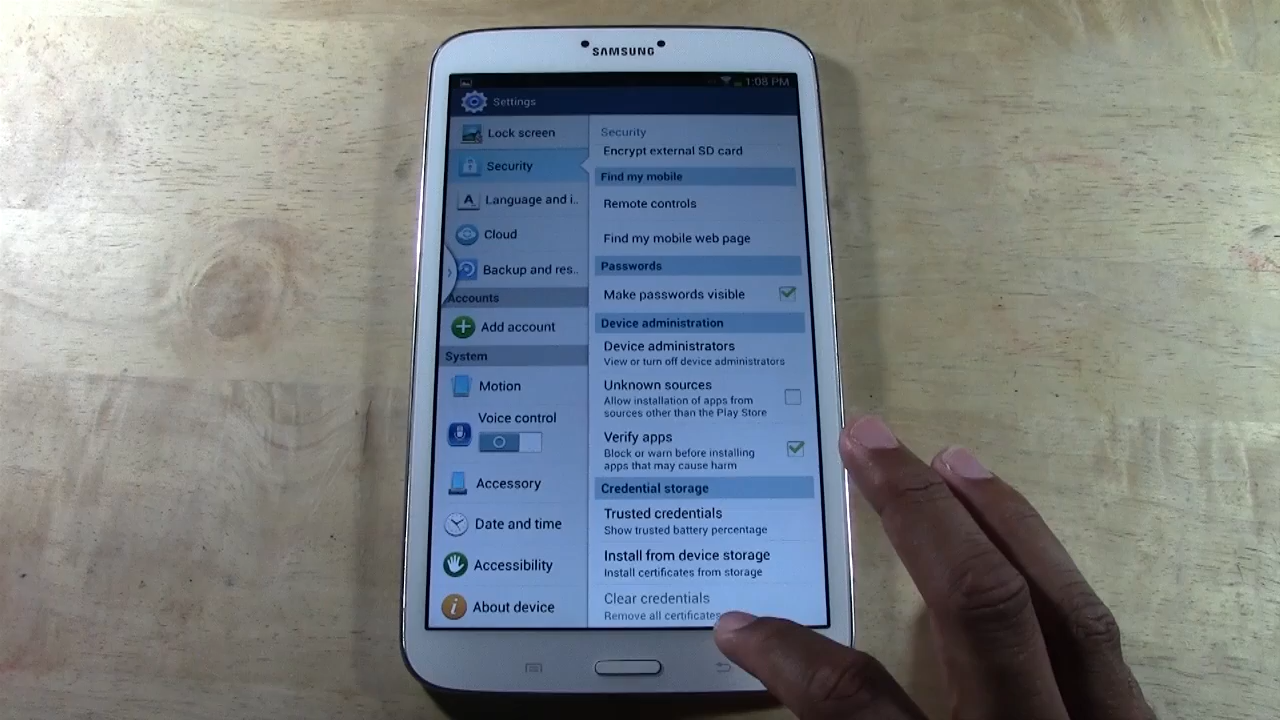 SAMSUNG
1:08 PM
Settings
Lock screen
Security
Language and i..
Cloud
Backup and res..
Accounts
Add account
System
Motion
Voice control
Accessory
Date and time
Accessibility
About device
Security
Encrypt external SD card
Find my mobile
Remote controls
Find my mobile web page
Passwords
Make passwords visible
Device administration
Device administrators
View or turn off device administrators
Unknown sources
Allow installation of apps from
sources other than the Play Store
Verify apps
Block or warn before installing
apps that may cause harm
Credential storage
Trusted credentials
Show trusted battery percentage
Install from device storage
Install certificates from storage
Clear credentials
Remove all certificates